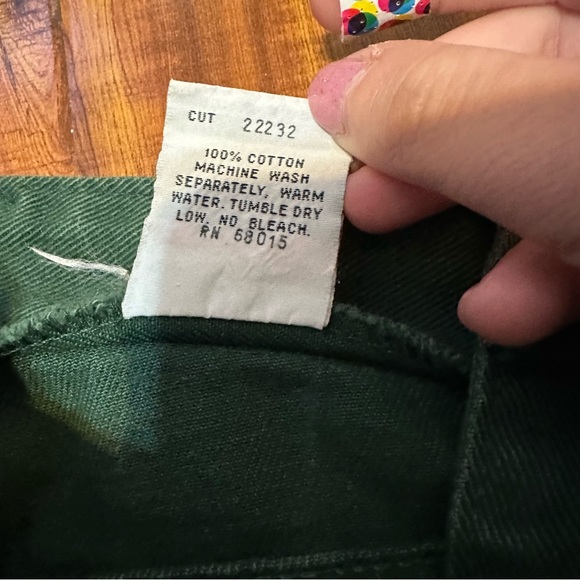 CUT 22232
100% COTTON
MACHINE WASH
SEPARATELY, WARM
WATER. TUMBLE DRY
LOW. NO BLEACH.
RN 68015